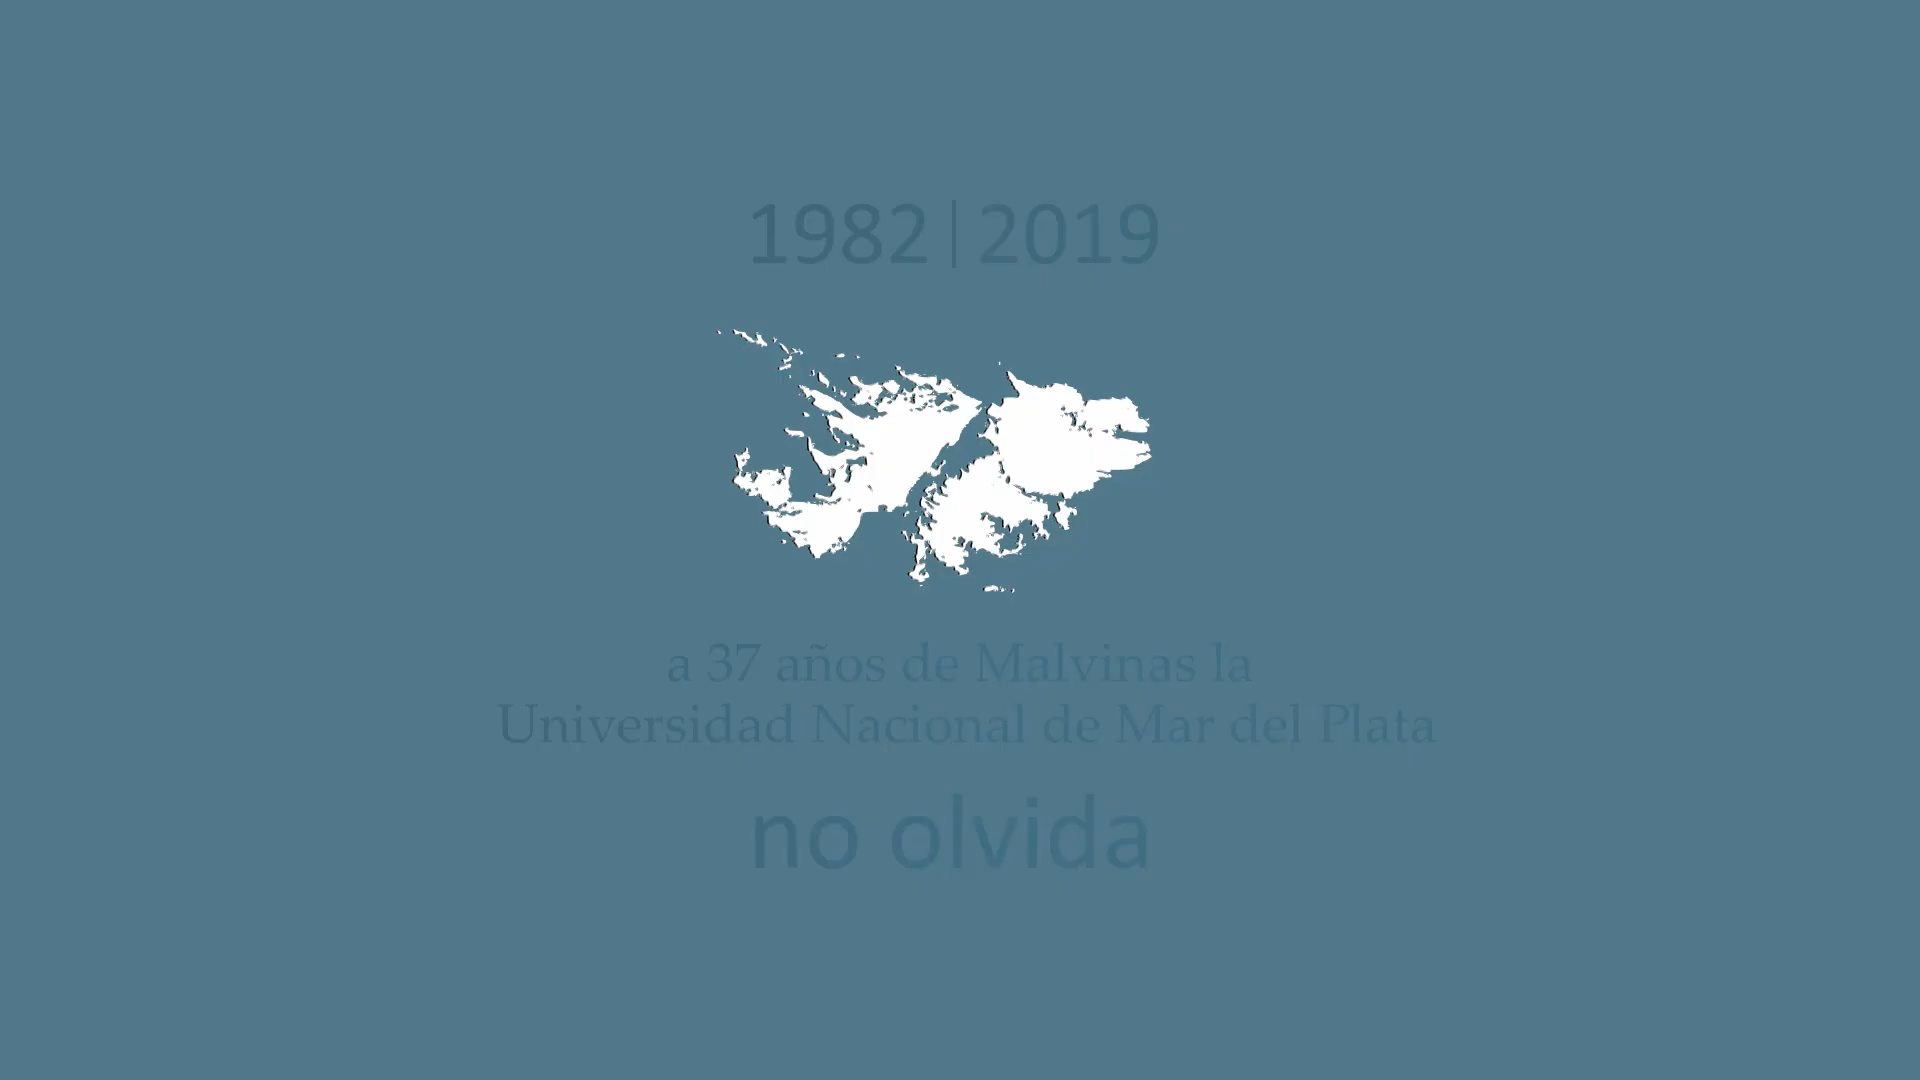 1982|2019
a 37 años de Malvinas la
Universidad Nacional de Mar del Plata
no olvida